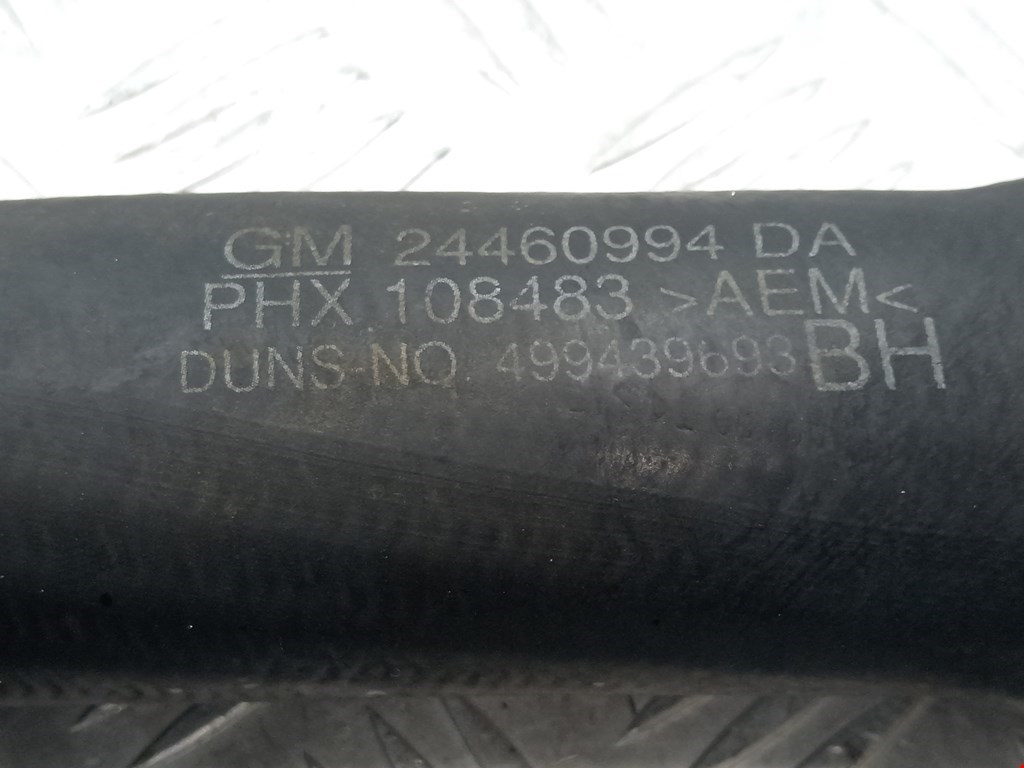 GM 24460994 DA
PHX 108483 >AEM<
DUNS-NO 499439693 BH